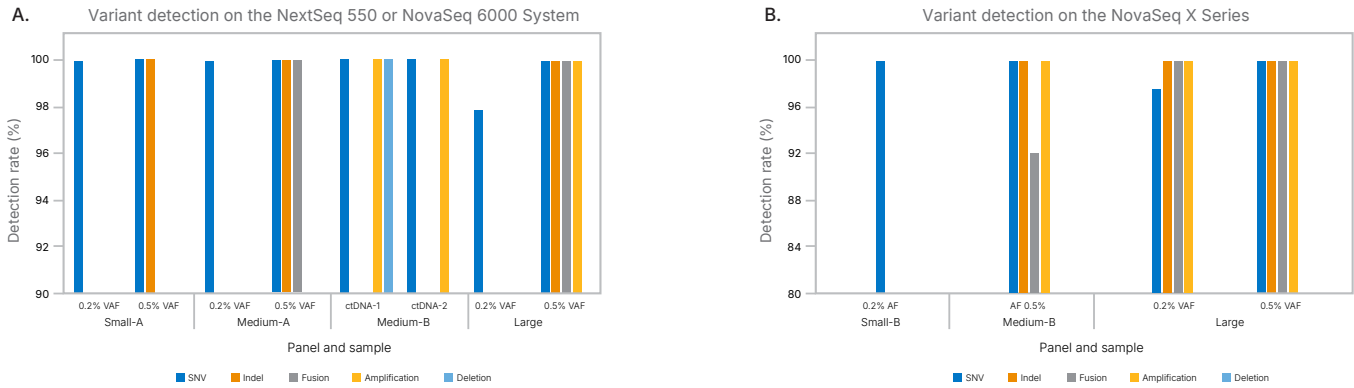 A. Variant detection on the NextSeq 550 or NovaSeq 6000 System
Detection rate (%)
100
98
96
94
92
90
0.2% VAF 0.5% VAF 0.2% VAF 0.5% VAF ctDNA-1 ctDNA-2 0.2% VAF 0.5% VAF
Small-A Medium-A Medium-B Large
Panel and sample
SNV Indel Fusion Amplification Deletion
B. Variant detection on the NovaSeq X Series
Detection rate (%)
100
96
92
88
84
80
0.2% AF AF 0.5% 0.2% VAF 0.5% VAF
Small-B Medium-B Large
Panel and sample
SNV Indel Fusion Amplification Deletion